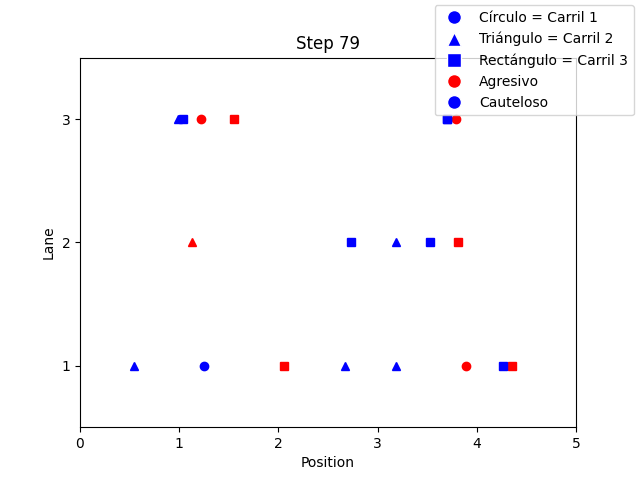 Step 79
Círculo = Carril 1
Triángulo = Carril 2
Rectángulo = Carril 3
Agresivo
Cauteloso
Lane
3
2
1
0 1 2 3 4 5
Position